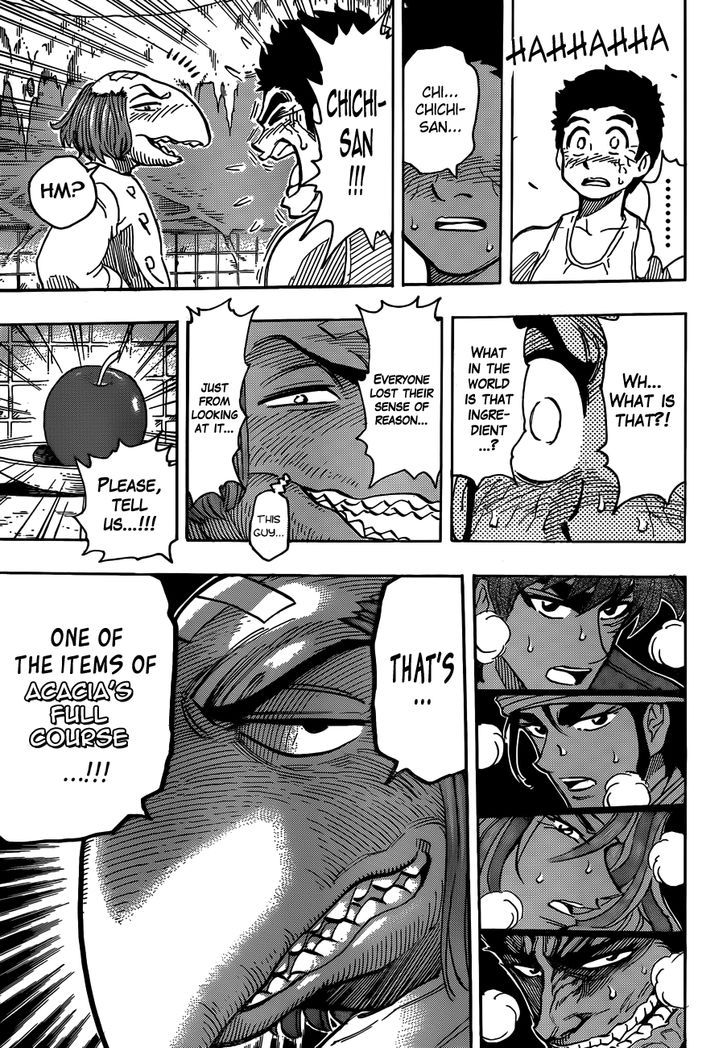 HAHHAHHA
..........
CHI...
CHICHI-
SAN...
CHICHI-
SAN
!!!
HM?
WH...
WHAT IS
THAT?!
WHAT
IN THE
WORLD
IS THAT
INGRE-
DIENT
...?
EVERYONE
LOST THEIR
SENSE OF
REASON...
JUST
FROM
LOOKING
AT IT...
THIS
GUY...
PLEASE,
TELL
US...!!!
THAT'S
...
ONE OF
THE ITEMS OF
ACACIA'S
FULL
COURSE
...!!!